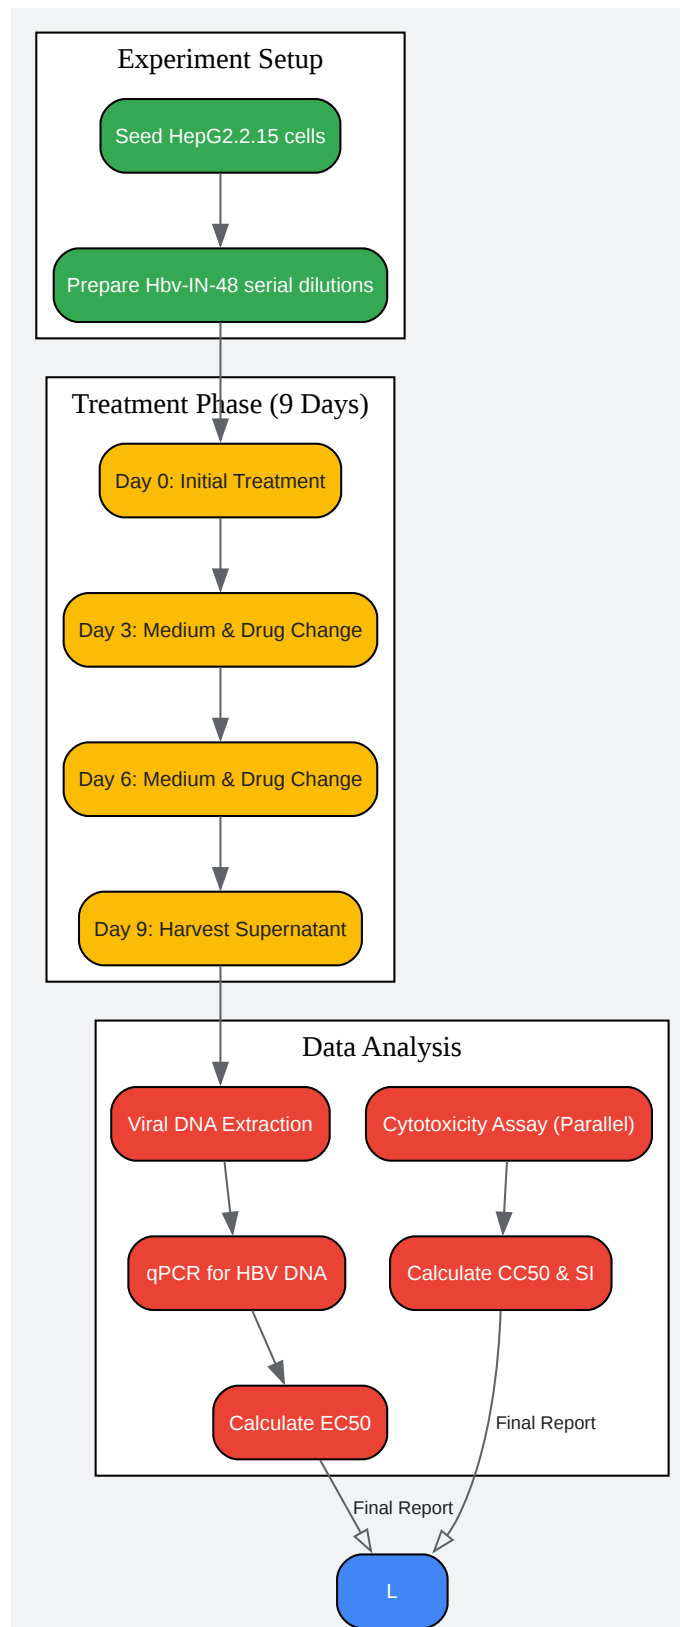 Experiment Setup
Seed HepG2.2.15 cells
Prepare Hbv-IN-48 serial dilutions
Treatment Phase (9 Days)
Day 0: Initial Treatment
Day 3: Medium & Drug Change
Day 6: Medium & Drug Change
Day 9: Harvest Supernatant
Data Analysis
Viral DNA Extraction
Cytotoxicity Assay (Parallel)
qPCR for HBV DNA
Calculate CC50 & SI
Calculate EC50
Final Report
Final Report
L